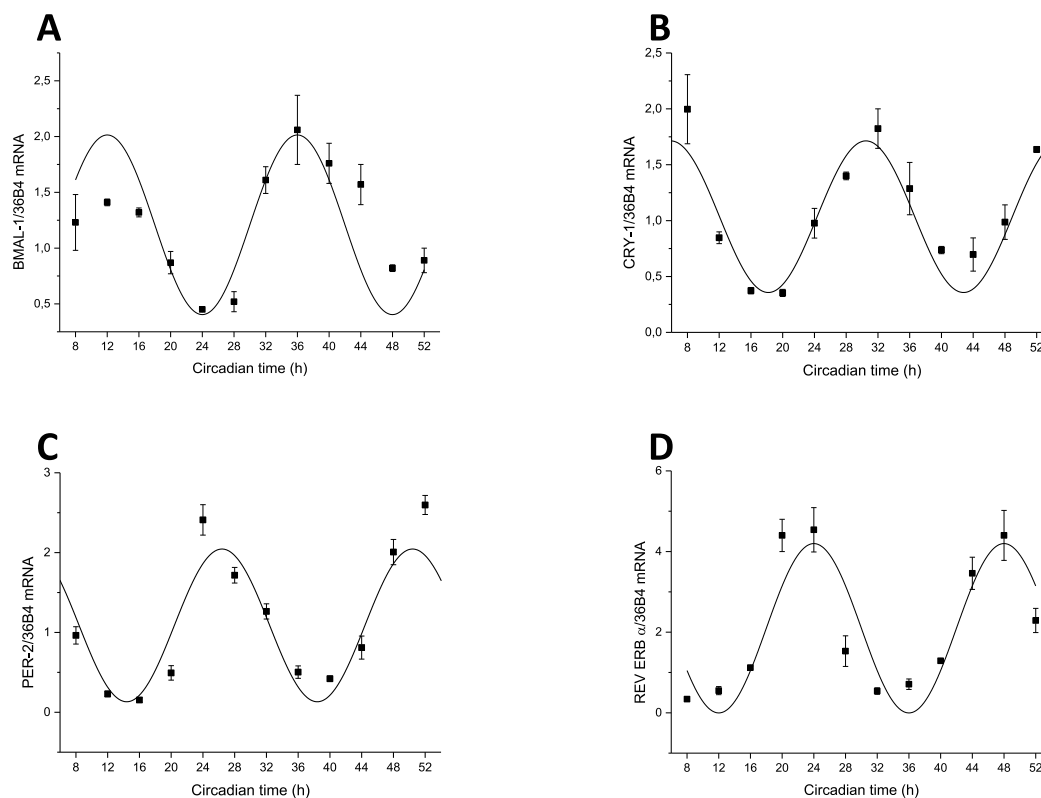 A
BMAL-1/36B4 mRNA
2,5
2,0
1,5
1,0
0,5
8 12 16 20 24 28 32 36 40 44 48 52
Circadian time (h)
B
CRY-1/36B4 mRNA
2,5
2,0
1,5
1,0
0,5
0,0
8 12 16 20 24 28 32 36 40 44 48 52
Circadian time (h)
C
PER-2/36B4 mRNA
3
2
1
0
8 12 16 20 24 28 32 36 40 44 48 52
Circadian time (h)
D
REV ERB α/36B4 mRNA
6
4
2
0
8 12 16 20 24 28 32 36 40 44 48 52
Circadian time (h)